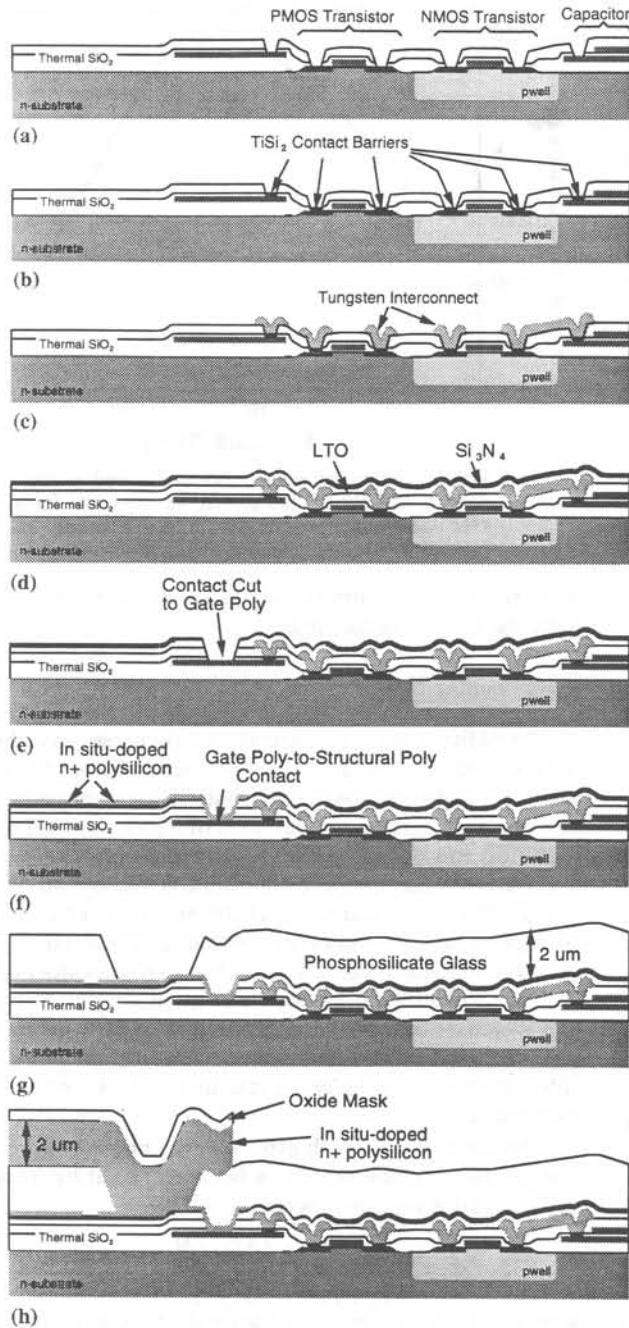 PMOS Transistor NMOS Transistor Capacitor
Thermal SiO₂
n-substrate
pwell
(a)
TiSi₂ Contact Barriers
Thermal SiO₂
n-substrate
pwell
(b)
Tungsten Interconnect
Thermal SiO₂
n-substrate
pwell
(c)
LTO Si₃N₄
Thermal SiO₂
n-substrate
pwell
(d)
Contact Cut
to Gate Poly
Thermal SiO₂
n-substrate
pwell
(e)
In situ-doped
n+ polysilicon
Gate Poly-to-Structural Poly
Contact
Thermal SiO₂
n-substrate
pwell
(f)
Phosphosilicate Glass
2 um
Thermal SiO₂
n-substrate
pwell
(g)
Oxide Mask
2 um
In situ-doped
n+ polysilicon
Thermal SiO₂
n-substrate
pwell
(h)